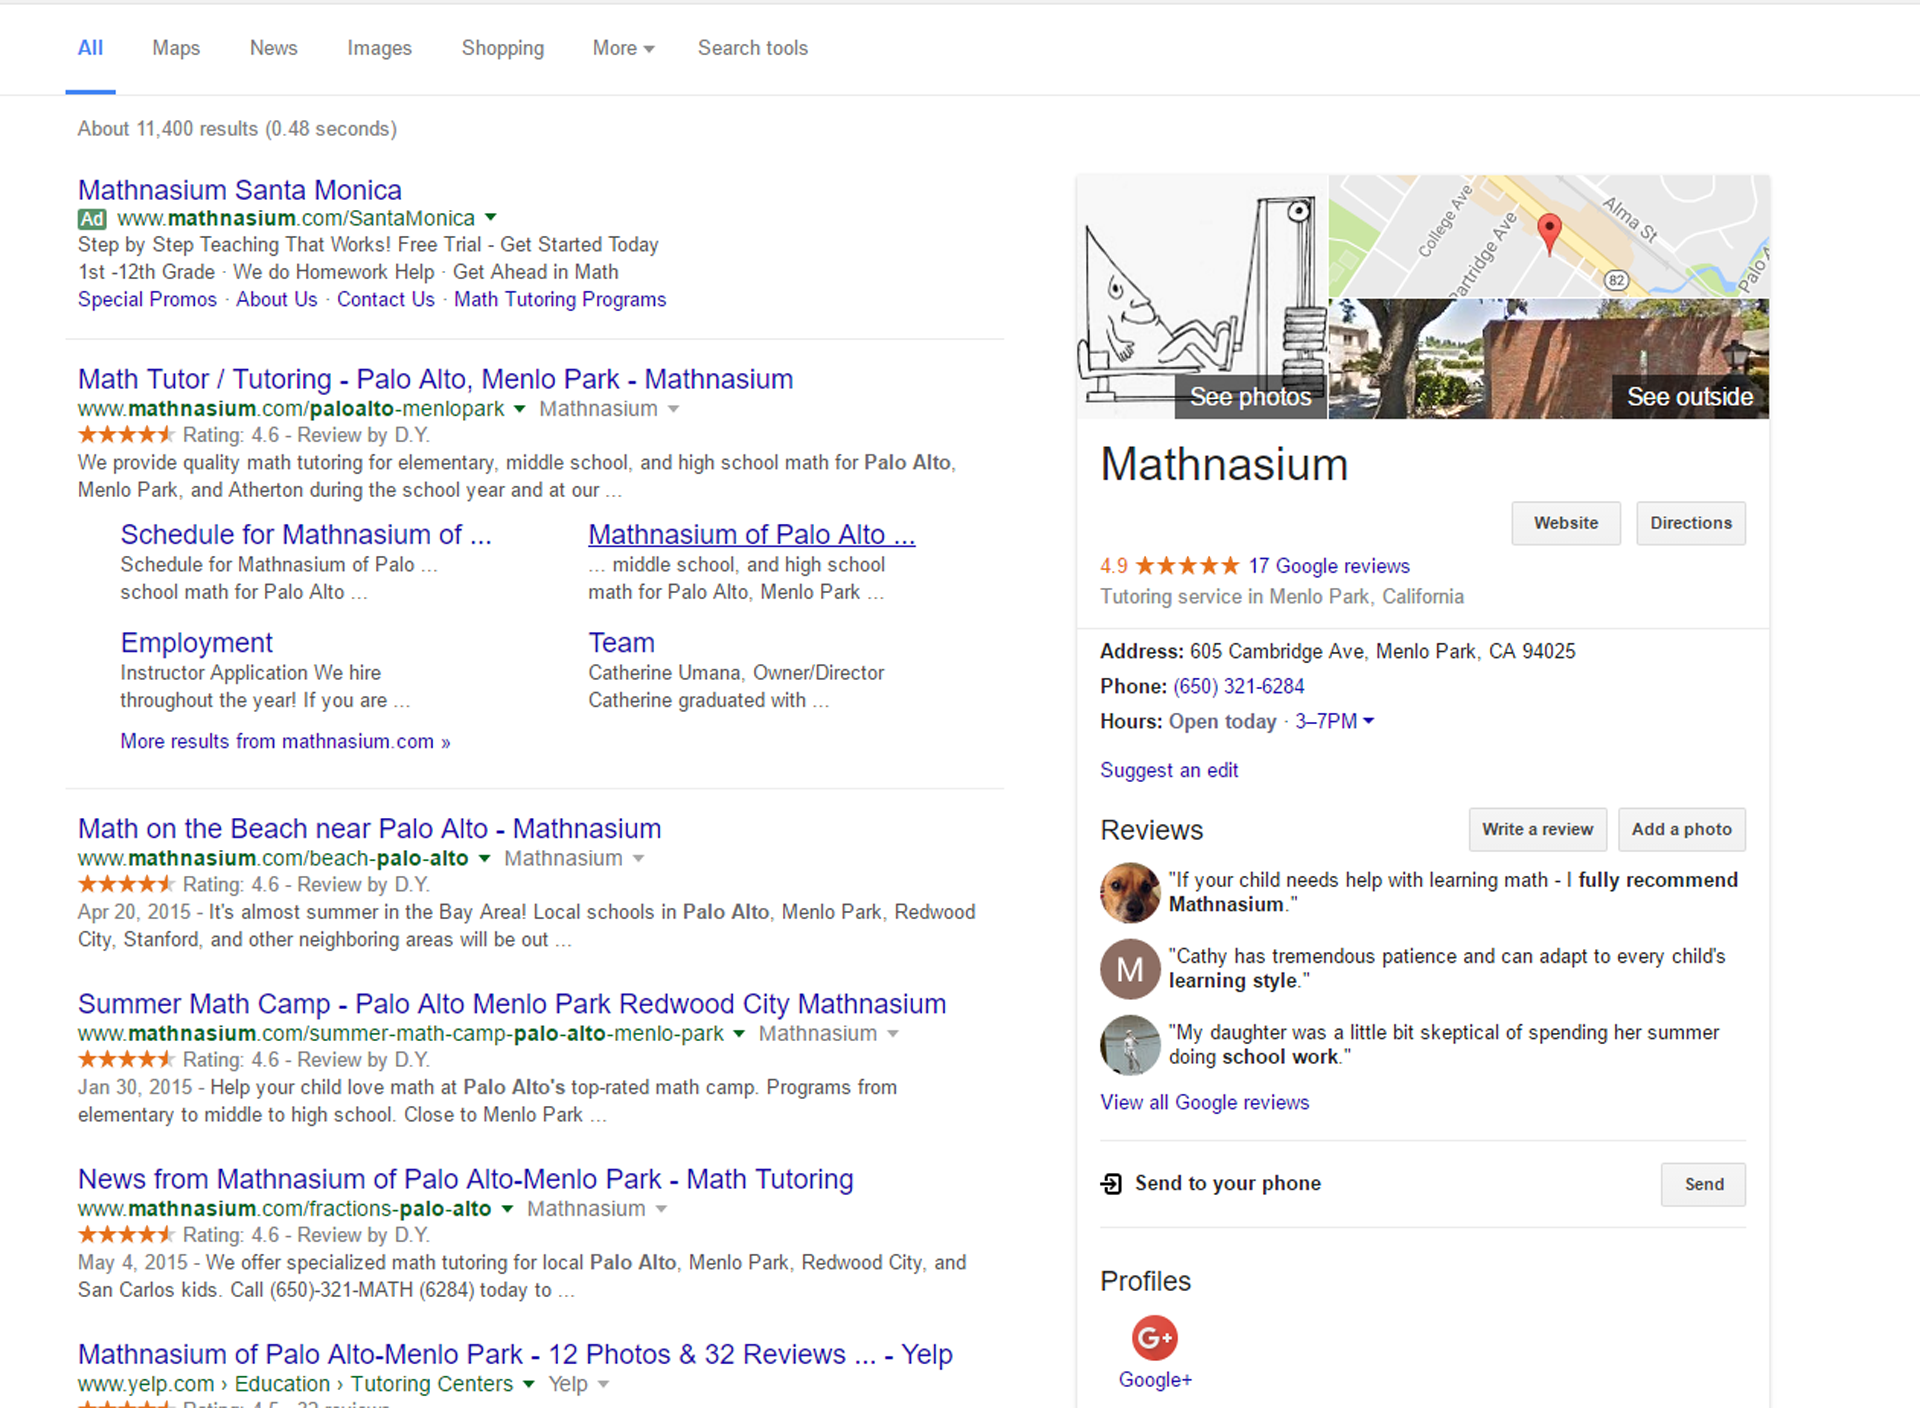 All Maps News Images Shopping More Search tools
About 11,400 results (0.48 seconds)
Mathnasium Santa Monica
Ad www.mathnasium.com/SantaMonica
Step by Step Teaching That Works! Free Trial - Get Started Today
1st -12th Grade · We do Homework Help · Get Ahead in Math
Special Promos · About Us · Contact Us · Math Tutoring Programs
Math Tutor / Tutoring - Palo Alto, Menlo Park - Mathnasium
www.mathnasium.com/paloalto-menlopark Mathnasium
Rating: 4.6 - Review by D.Y.
We provide quality math tutoring for elementary, middle school, and high school math for Palo Alto,
Menlo Park, and Atherton during the school year and at our ...
Schedule for Mathnasium of ...
Schedule for Mathnasium of Palo ...
school math for Palo Alto ...
Mathnasium of Palo Alto ...
... middle school, and high school
math for Palo Alto, Menlo Park ...
Employment
Instructor Application We hire
throughout the year! If you are ...
Team
Catherine Umana, Owner/Director
Catherine graduated with ...
More results from mathnasium.com »
Math on the Beach near Palo Alto - Mathnasium
www.mathnasium.com/beach-palo-alto Mathnasium
Rating: 4.6 - Review by D.Y.
Apr 20, 2015 - It's almost summer in the Bay Area! Local schools in Palo Alto, Menlo Park, Redwood
City, Stanford, and other neighboring areas will be out ...
Summer Math Camp - Palo Alto Menlo Park Redwood City Mathnasium
www.mathnasium.com/summer-math-camp-palo-alto-menlo-park Mathnasium
Rating: 4.6 - Review by D.Y.
Jan 30, 2015 - Help your child love math at Palo Alto's top-rated math camp. Programs from
elementary to middle to high school. Close to Menlo Park ...
News from Mathnasium of Palo Alto-Menlo Park - Math Tutoring
www.mathnasium.com/fractions-palo-alto Mathnasium
Rating: 4.6 - Review by D.Y.
May 4, 2015 - We offer specialized math tutoring for local Palo Alto, Menlo Park, Redwood City, and
San Carlos kids. Call (650)-321-MATH (6284) today to ...
Mathnasium of Palo Alto-Menlo Park - 12 Photos & 32 Reviews ... - Yelp
www.yelp.com › Education › Tutoring Centers Yelp
Rating: 4.5 - 32 reviews
College Ave
Partridge Ave
Alma St
82
Palo A
See photos
See outside
Mathnasium
Website
Directions
4.9 17 Google reviews
Tutoring service in Menlo Park, California
Address: 605 Cambridge Ave, Menlo Park, CA 94025
Phone: (650) 321-6284
Hours: Open today · 3–7PM
Suggest an edit
Reviews
Write a review
Add a photo
"If your child needs help with learning math - I fully recommend
Mathnasium."
M
"Cathy has tremendous patience and can adapt to every child's
learning style."
"My daughter was a little bit skeptical of spending her summer
doing school work."
View all Google reviews
Send to your phone
Send
Profiles
G+
Google+